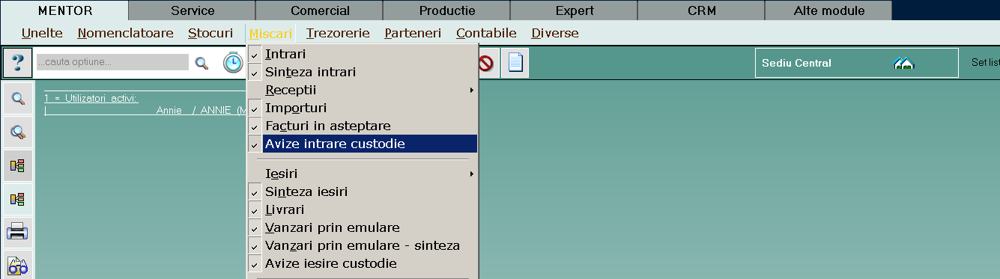 MENTOR Service Comercial Productie Expert CRM Alte module
Unelte Nomenclatoare Stocuri Miscari Trezorerie Parteneri Contabile Diverse
? ...cauta optiune... Sediu Central Set list
1 = Utilizatori activi:
| Annie / ANNIE (M
Intrari
Sinteza intrari
Receptii
Importuri
Facturi in asteptare
Avize intrare custodie
Iesiri
Sinteza iesiri
Livrari
Vanzari prin emulare
Vanzari prin emulare - sinteza
Avize iesire custodie